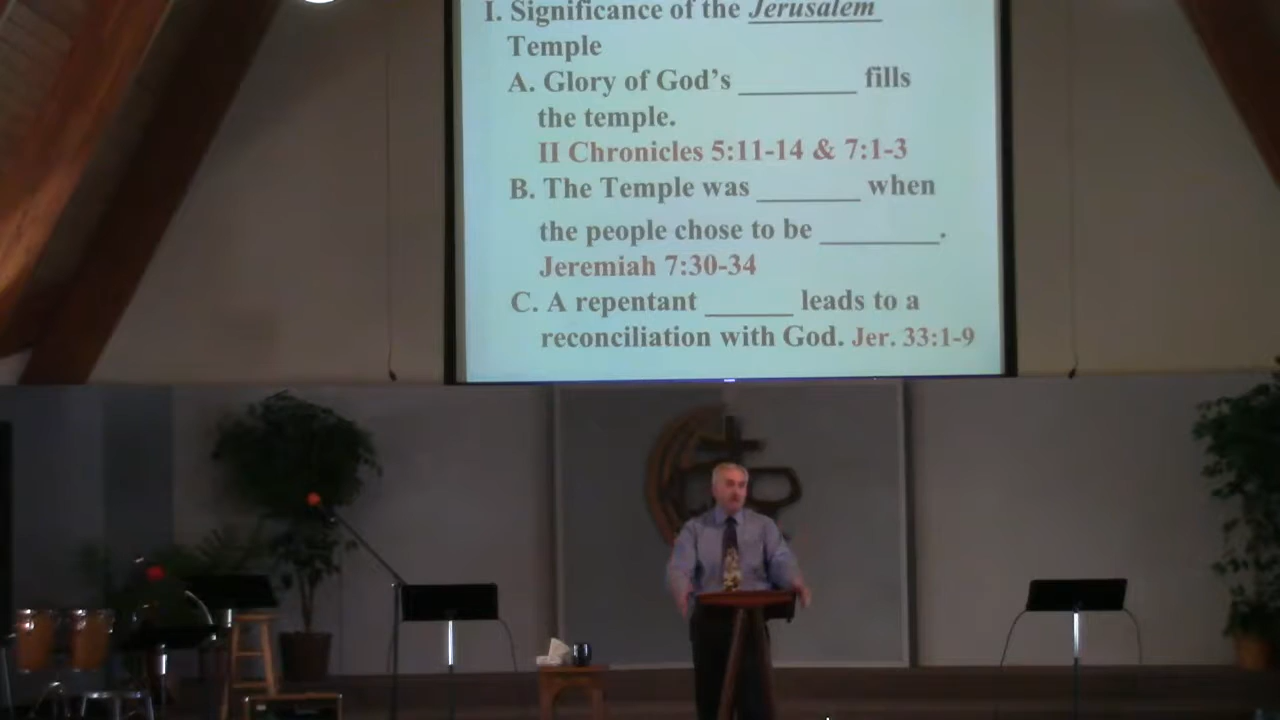 I. Significance of the Jerusalem
Temple
A. Glory of God's ________ fills
the temple.
II Chronicles 5:11-14 & 7:1-3
B. The Temple was _______ when
the people chose to be ________.
Jeremiah 7:30-34
C. A repentant ______ leads to a
reconciliation with God. Jer. 33:1-9